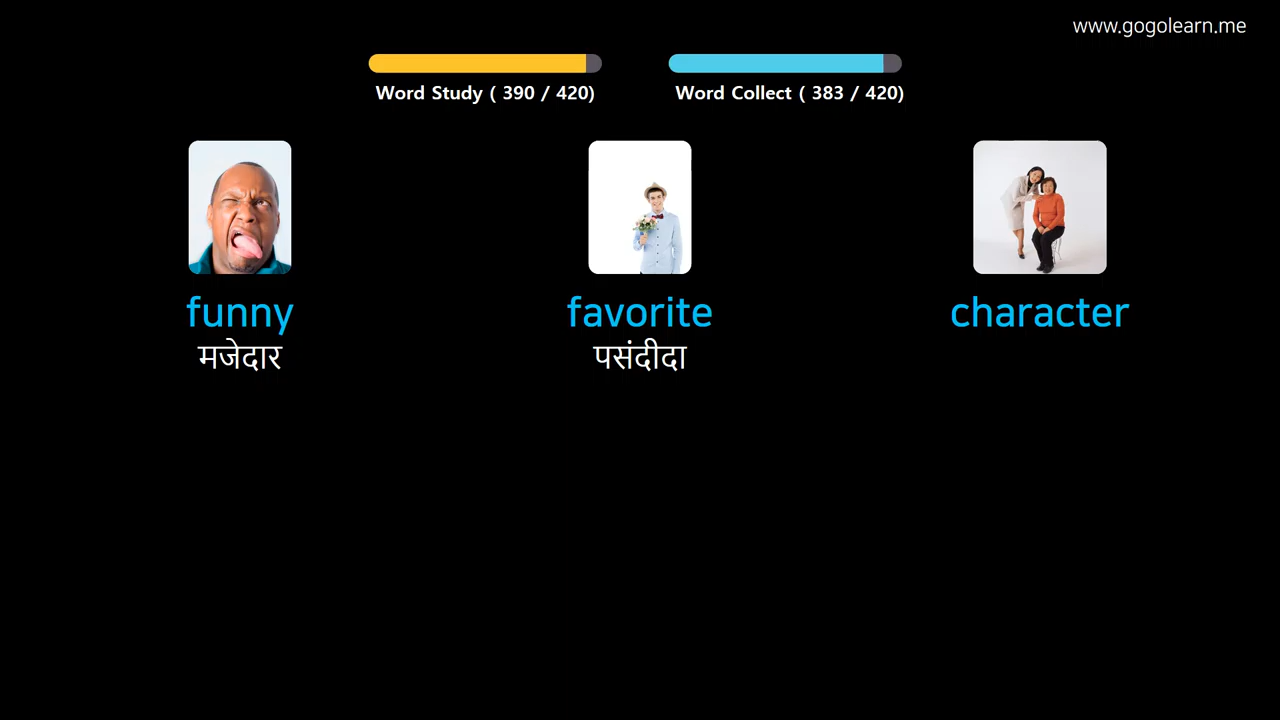 www.gogolearn.me
Word Study ( 390 / 420)
Word Collect ( 383 / 420)
funny
मजेदार
favorite
पसंदीदा
character